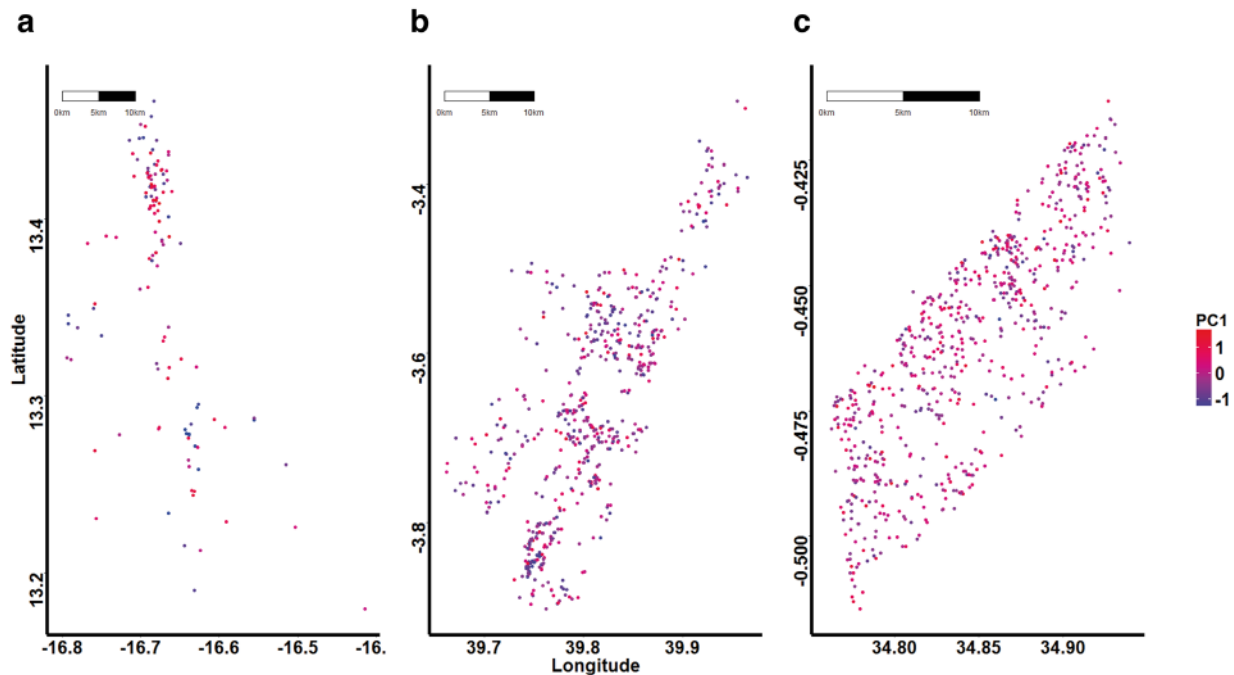 a
b
c
0km 5km 10km
0km 5km 10km
0km 5km 10km
Latitude
13.4
13.3
13.2
-16.8 -16.7 -16.6 -16.5 -16.
-3.4
-3.6
-3.8
39.7 39.8 39.9
Longitude
-0.425
-0.450
-0.475
-0.500
34.80 34.85 34.90
PC1
1
0
-1